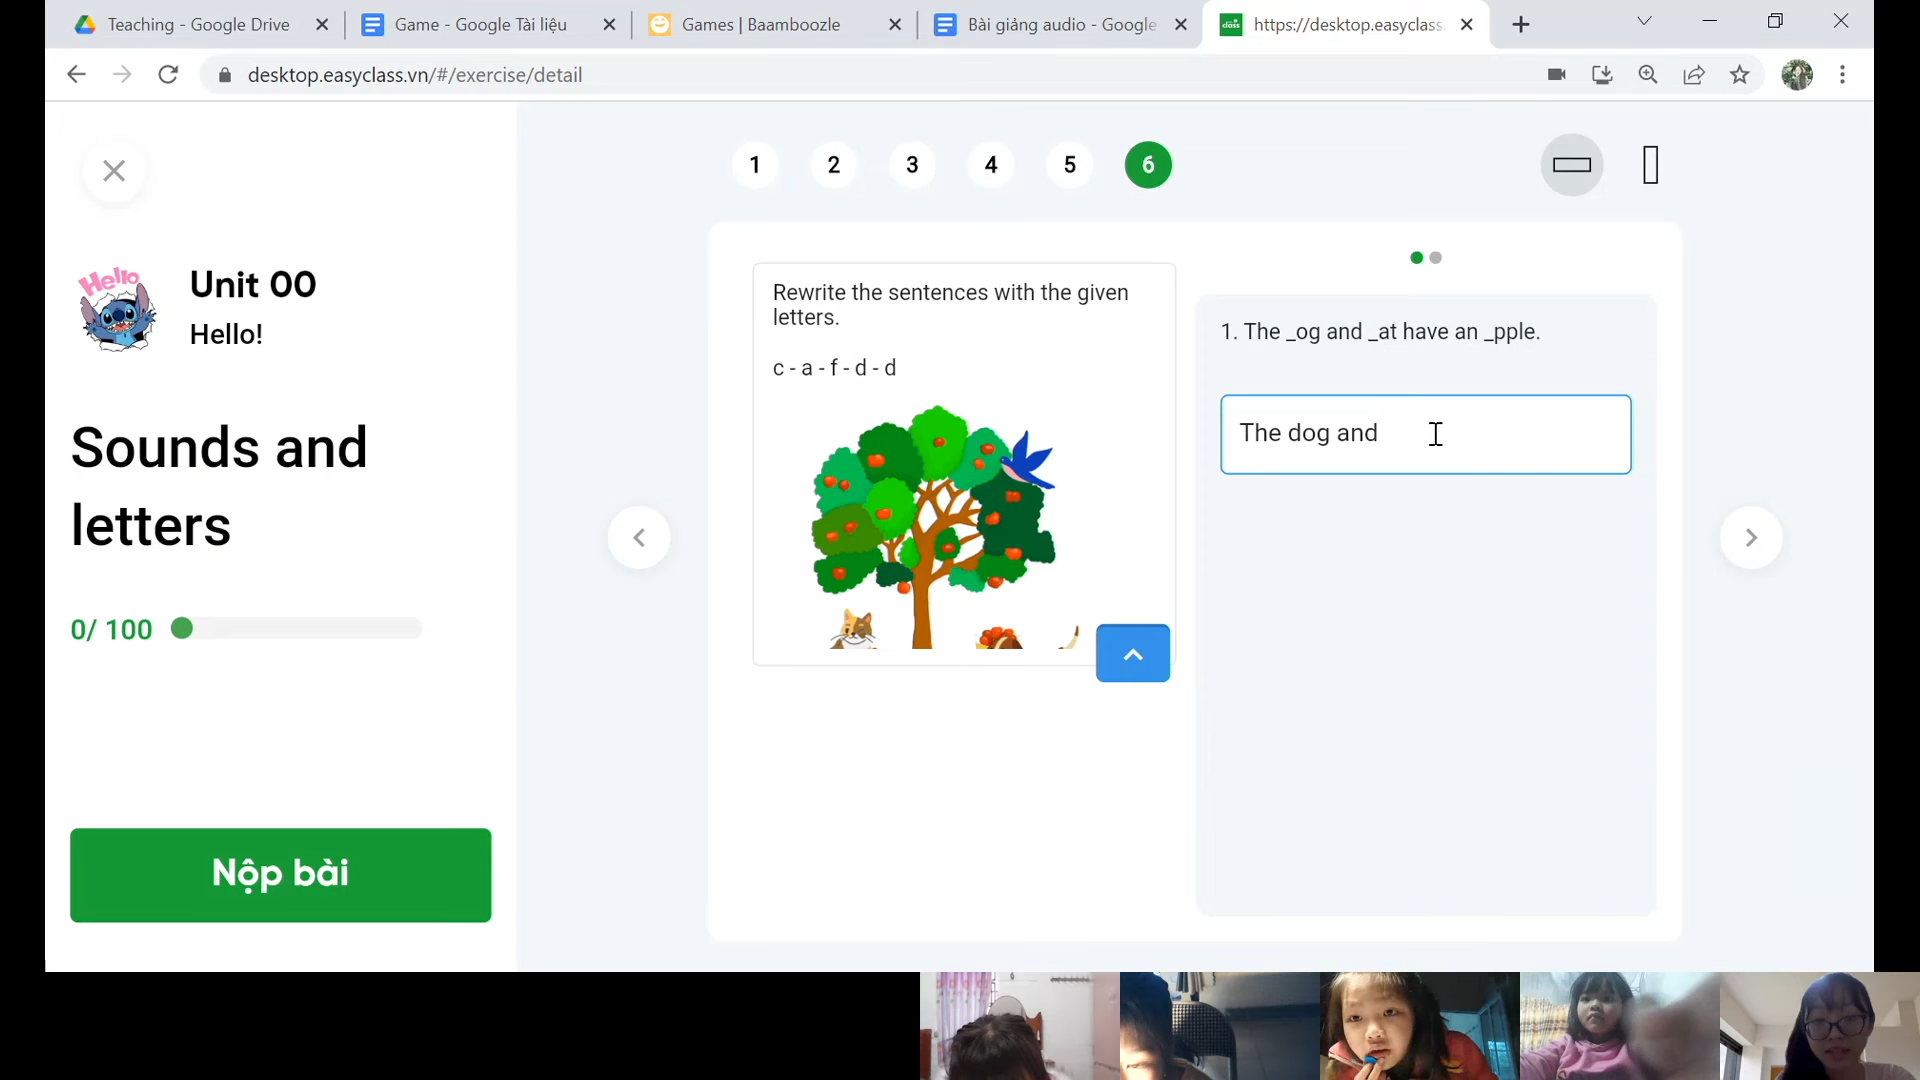 Teaching - Google Drive
Game - Google Tài liệu
Games | Baamboozle
Bài giảng audio - Google
class
https://desktop.easyclass.
desktop.easyclass.vn/#/exercise/detail
1 2 3 4 5 6
Hello
Unit 00
Hello!
Sounds and
letters
0/ 100
Nộp bài
Rewrite the sentences with the given
letters.
c - a - f - d - d
1. The _og and _at have an _pple.
The dog and